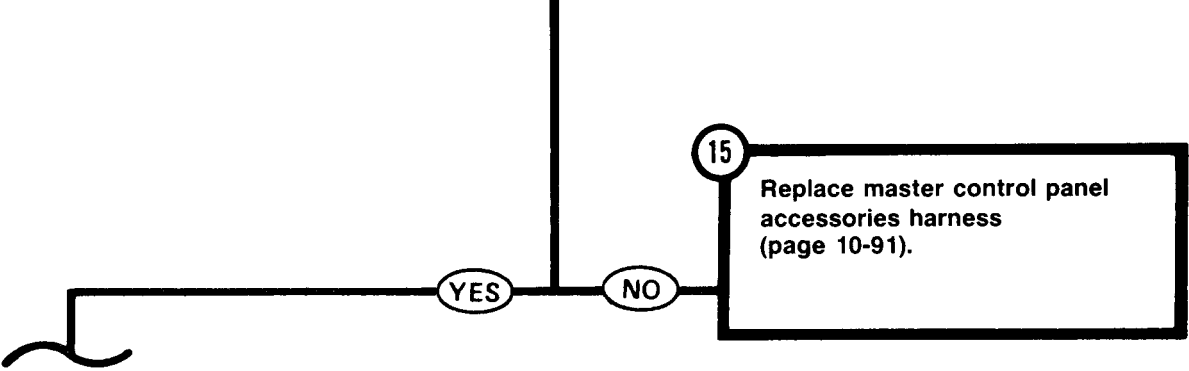 15
Replace master control panel
accessories harness
(page 10-91).
YES
NO